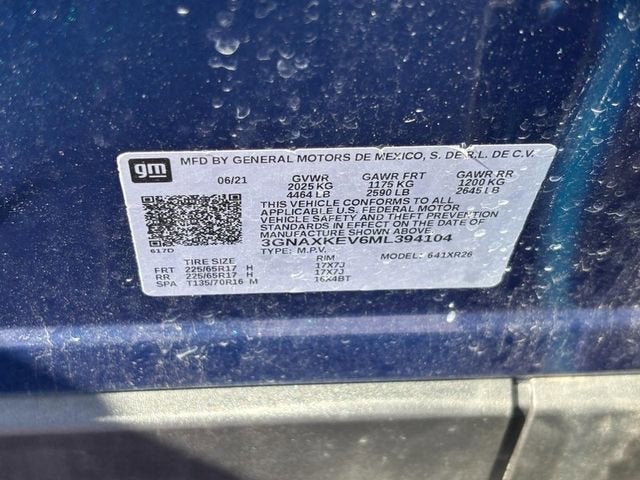 gm MFD BY GENERAL MOTORS DE MEXICO, S. DE R.L. DE C.V.
06/21 GVWR GAWR FRT GAWR RR
2025 KG 1175 KG 1200 KG
4464 LB 2590 LB 2645 LB
THIS VEHICLE CONFORMS TO ALL
APPLICABLE U.S. FEDERAL MOTOR
VEHICLE SAFETY AND THEFT PREVENTION
STANDARDS IN EFFECT ON THE DATE OF
MANUFACTURE SHOWN ABOVE.
617D 3GNAXKEV6ML394104
TYPE: M.P.V. MODEL: 641XR26
TIRE SIZE RIM
FRT 225/65R17 H 17X7J
RR 225/65R17 H 17X7J
SPA T135/70R16 M 16X4BT